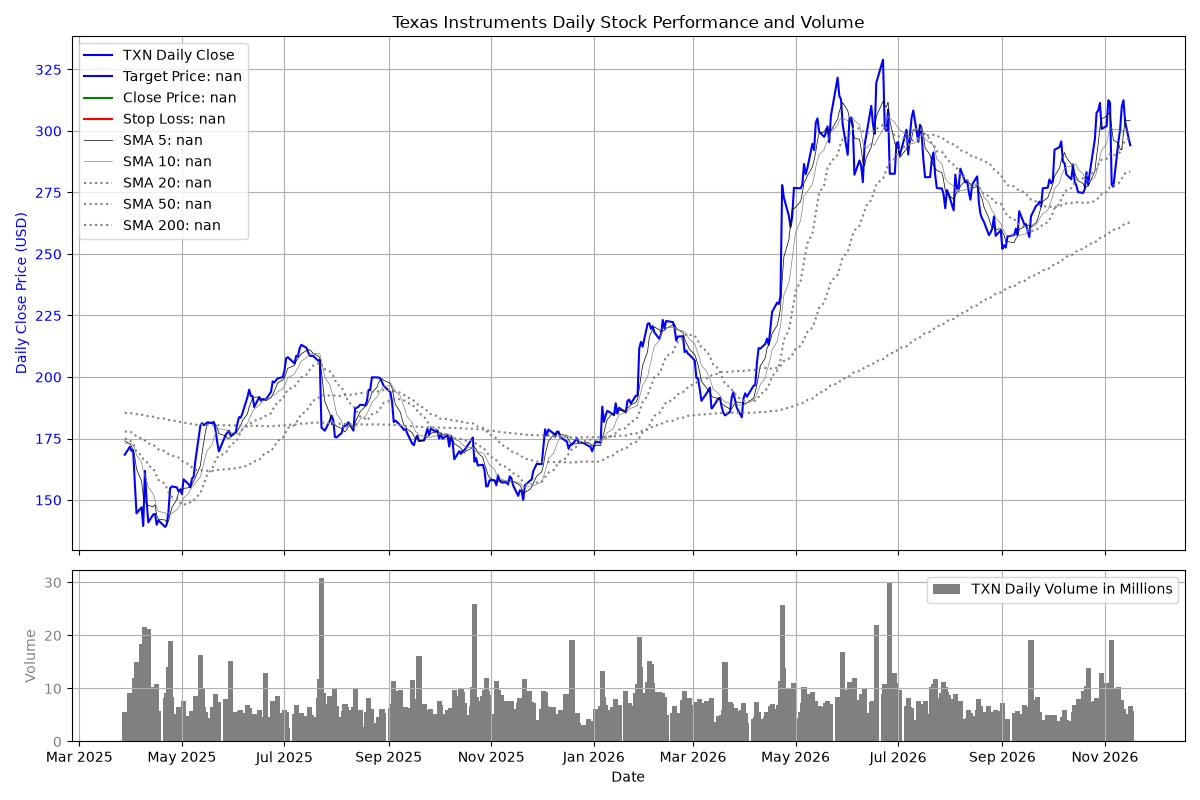 Texas Instruments Daily Stock Performance and Volume
TXN Daily Close
Target Price: nan
Close Price: nan
Stop Loss: nan
SMA 5: nan
SMA 10: nan
SMA 20: nan
SMA 50: nan
SMA 200: nan
Daily Close Price (USD)
325
300
275
250
225
200
175
150
TXN Daily Volume in Millions
Volume
30
20
10
0
Mar 2025 May 2025 Jul 2025 Sep 2025 Nov 2025 Jan 2026 Mar 2026 May 2026 Jul 2026 Sep 2026 Nov 2026
Date